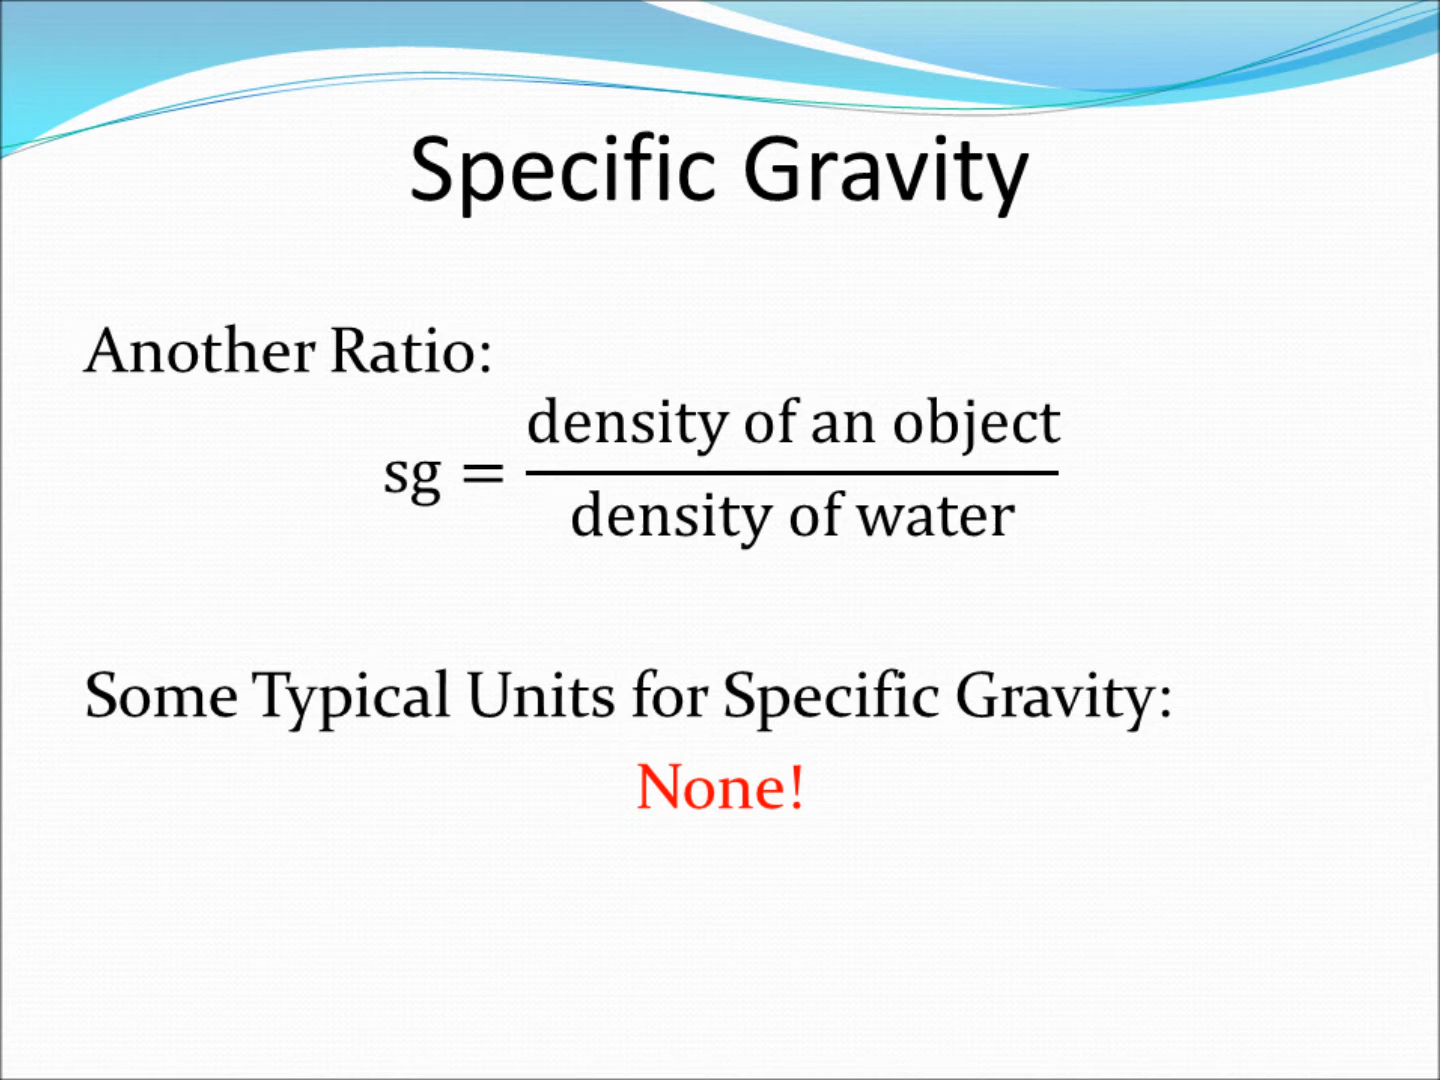 Specific Gravity
Another Ratio:
sg = density of an object / density of water
Some Typical Units for Specific Gravity:
None!